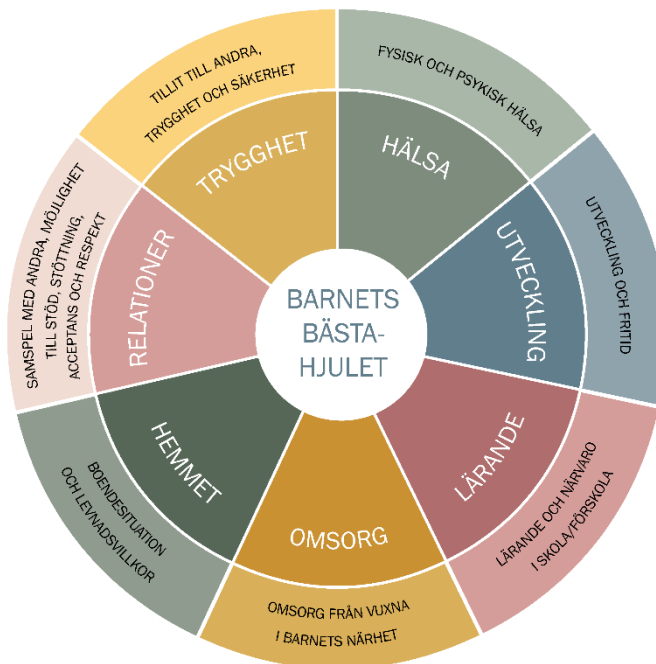 BARNETS
BÄSTA-
HJULET
HÄLSA
FYSISK OCH PSYKISK HÄLSA
UTVECKLING
UTVECKLING OCH FRITID
LÄRANDE
LÄRANDE OCH NÄRVARO
I SKOLA/FÖRSKOLA
OMSORG
OMSORG FRÅN VUXNA
I BARNETS NÄRHET
HEMMET
BOENDESITUATION
OCH LEVNADSVILLKOR
RELATIONER
SAMSPEL MED ANDRA, MÖJLIGHET
TILL STÖD, STÖTTNING,
ACCEPTANS OCH RESPEKT
TRYGGHET
TILLIT TILL ANDRA,
TRYGGHET OCH SÄKERHET